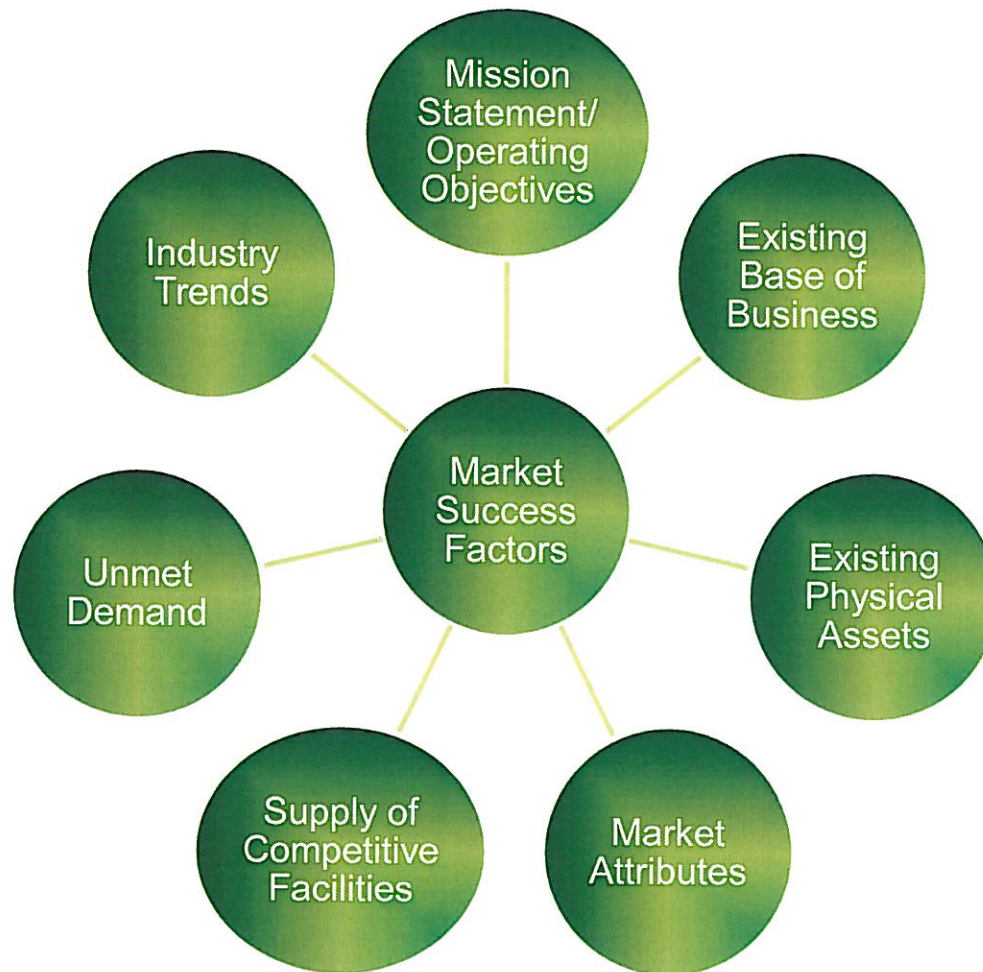 Mission
Statement/
Operating
Objectives
Existing
Base of
Business
Existing
Physical
Assets
Market
Attributes
Supply of
Competitive
Facilities
Unmet
Demand
Industry
Trends
Market
Success
Factors